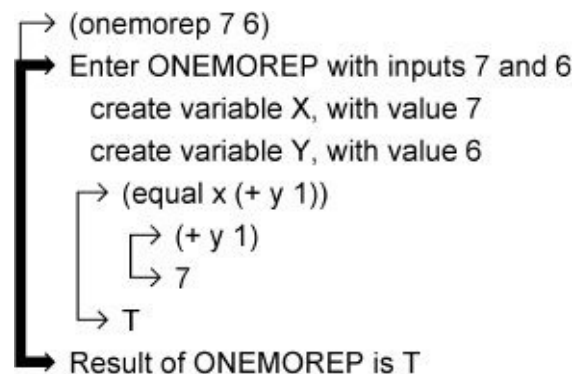 (onemorep 7 6)
Enter ONEMOREP with inputs 7 and 6
create variable X, with value 7
create variable Y, with value 6
(equal x (+ y 1))
(+ y 1)
7
T
Result of ONEMOREP is T